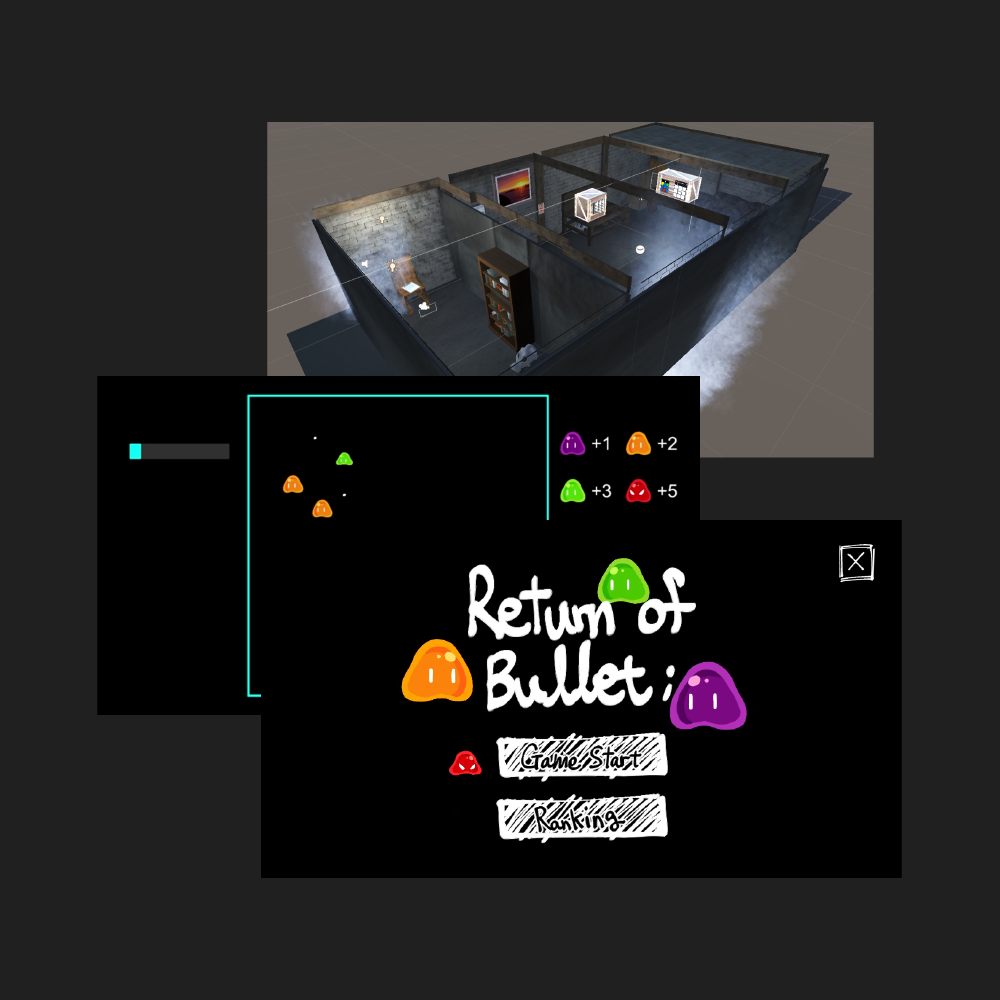 +1 +2
+3 +5
Return of
Bullet :
Game Start
Ranking